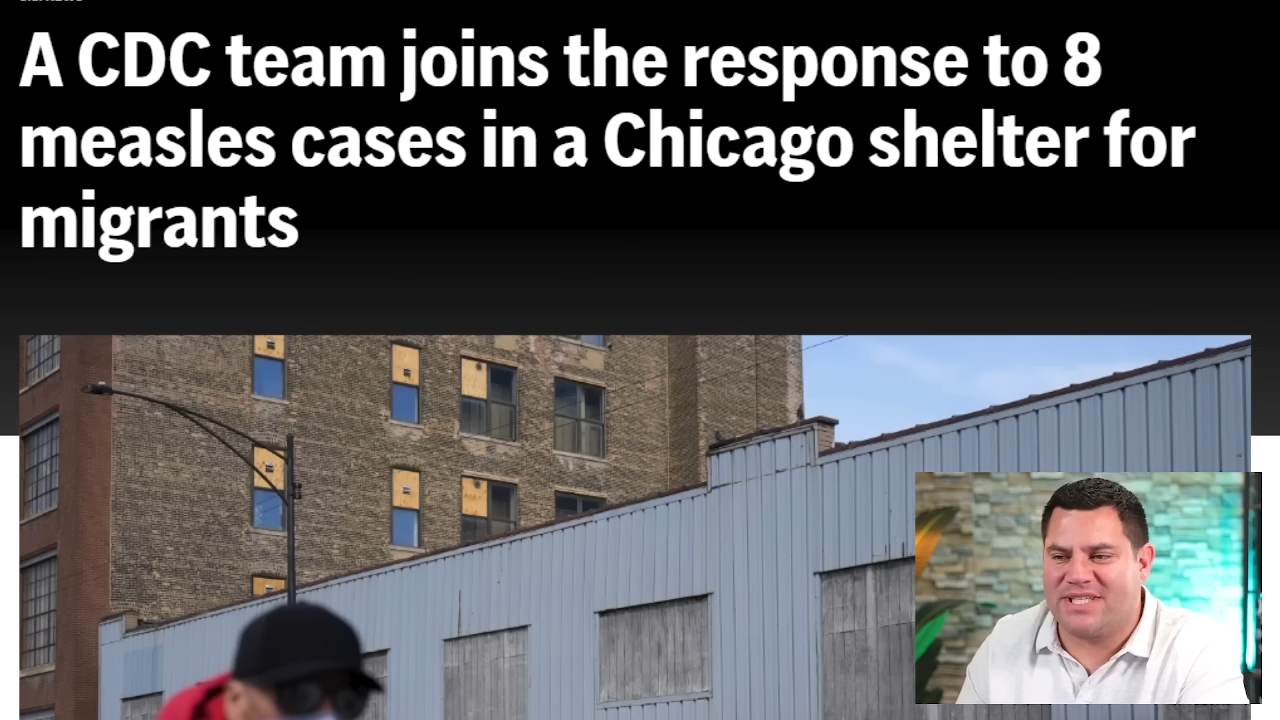 A CDC team joins the response to 8
measles cases in a Chicago shelter for
migrants